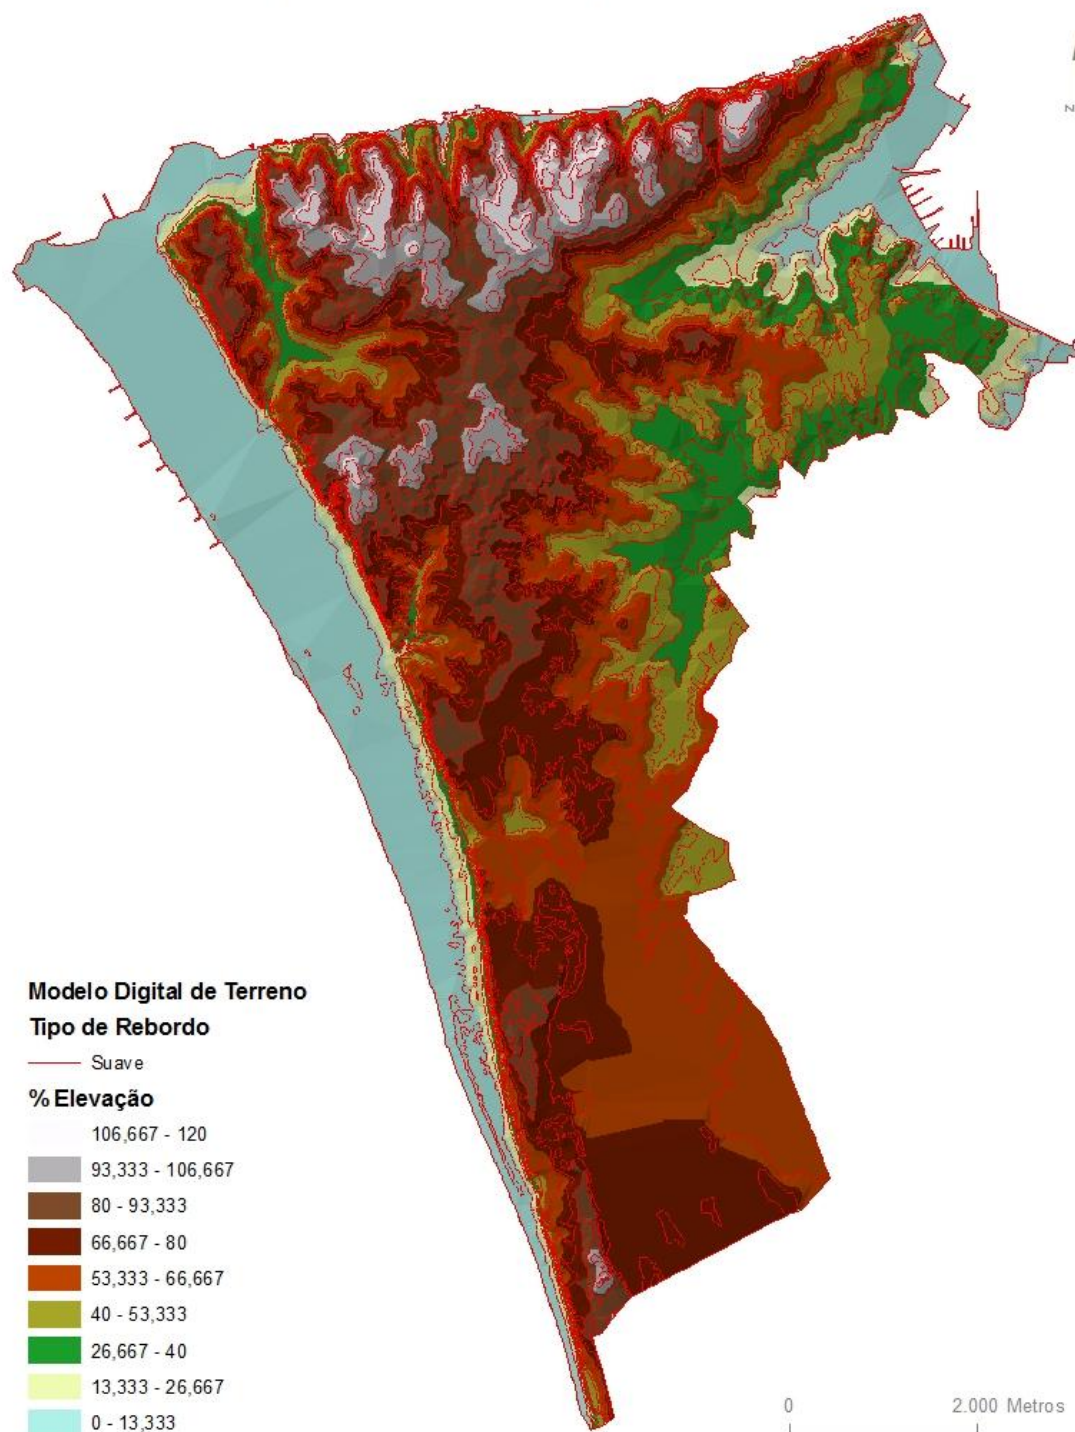 Modelo Digital de Terreno
Tipo de Rebordo
Suave
% Elevação
106,667 - 120
93,333 - 106,667
80 - 93,333
66,667 - 80
53,333 - 66,667
40 - 53,333
26,667 - 40
13,333 - 26,667
0 - 13,333
0 2.000 Metros